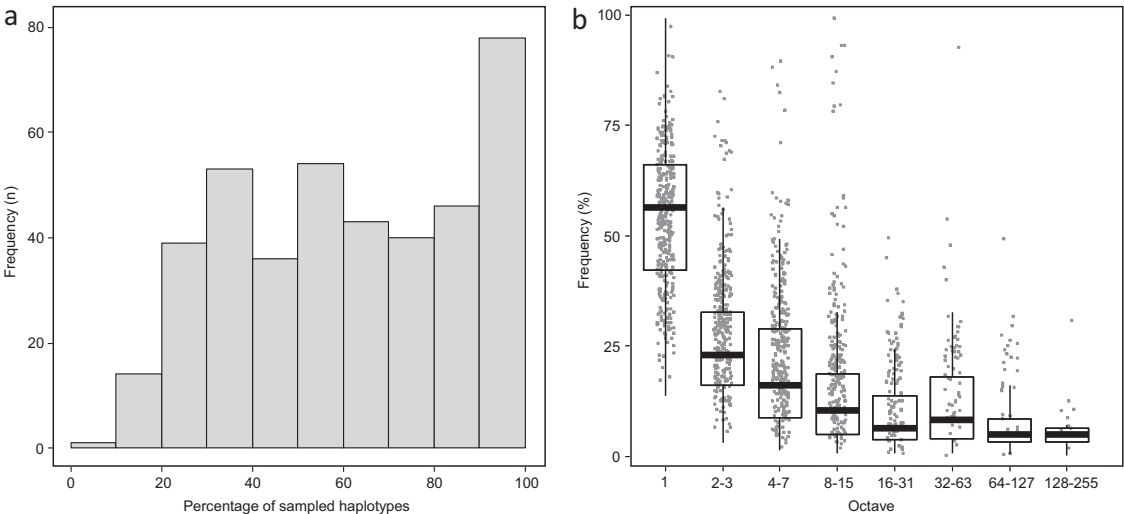 a
80
60
40
20
0
Frequency (n)
0 20 40 60 80 100
Percentage of sampled haplotypes
b
100
75
50
25
0
Frequency (%)
1 2-3 4-7 8-15 16-31 32-63 64-127 128-255
Octave